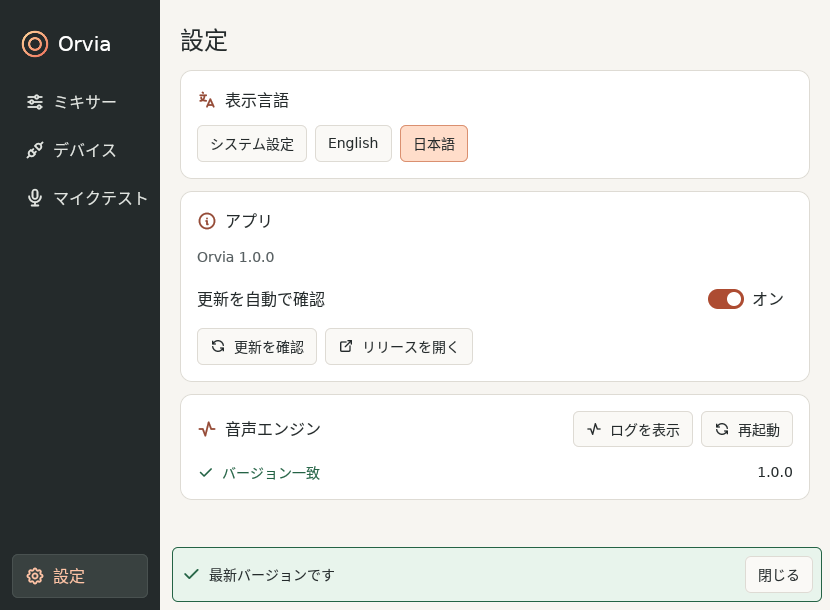 Orvia
ミキサー
デバイス
マイクテスト
設定
設定
表示言語
システム設定 English 日本語
アプリ
Orvia 1.0.0
更新を自動で確認 オン
更新を確認 リリースを開く
音声エンジン ログを表示 再起動
バージョン一致 1.0.0
最新バージョンです 閉じる